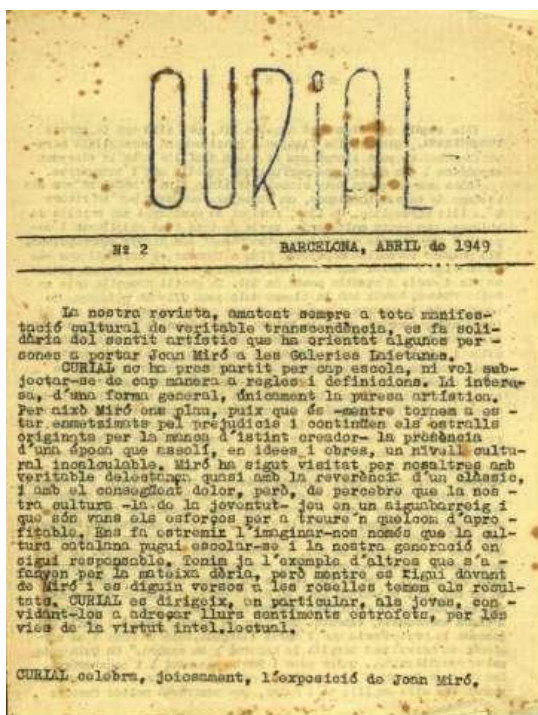 CURiAL
Nº 2
BARCELONA, ABRIL de 1949
La nostra revista, amatent sempre a tota manifes-
tació cultural de veritable transcendència, es fa soli-
dària del sentit artístic que ha orientat algunes per -
sones a portar Joan Miró a les Galeries Laietanes.
CURIAL no ha pres partit per cap escola, ni vol sub-
jectar-se de cap manera a regles i definicions. Li interes-
sa, d'una forma general, únicament la puresa artística.
Per això Miró ens plau, puix que és -mentre tornem a es -
tar enmetzimats pel prejudicis i continúen els estralls
originats per la manca d'istint creador- la presència
d'una época que assolí, en idees i obres, un nivell cultu-
ral incalculable. Miró ha sigut visitat per nosaltres amb
veritable delectança quasi amb la reverència d'un clàssic,
i amb el consegüent dolor, però, de percebre que la nos -
tra cultura -la de la joventut- jeu en un aiguabarreig i
que són vans els esforços per a treure'n quelcom d'apro -
fitable. Ens fa estremir l'imaginar-nos només que la cul-
tura catalana pugui escolar-se i la nostra generació en
sigui responsable. Tenim ja l'exemple d'altres que s'a -
fanyen per la mateixa dèria, però mentre es rigui davant
de Miró i es diguin versos a les roselles temem els resul-
tats. CURIAL es dirigeix, en particular, als joves, con -
vidant-los a adreçar llurs sentiments estrafets, per les
vies de la virtut intel.lectual.
CURIAL celebra, joiosament, l'exposició de Joan Miró.